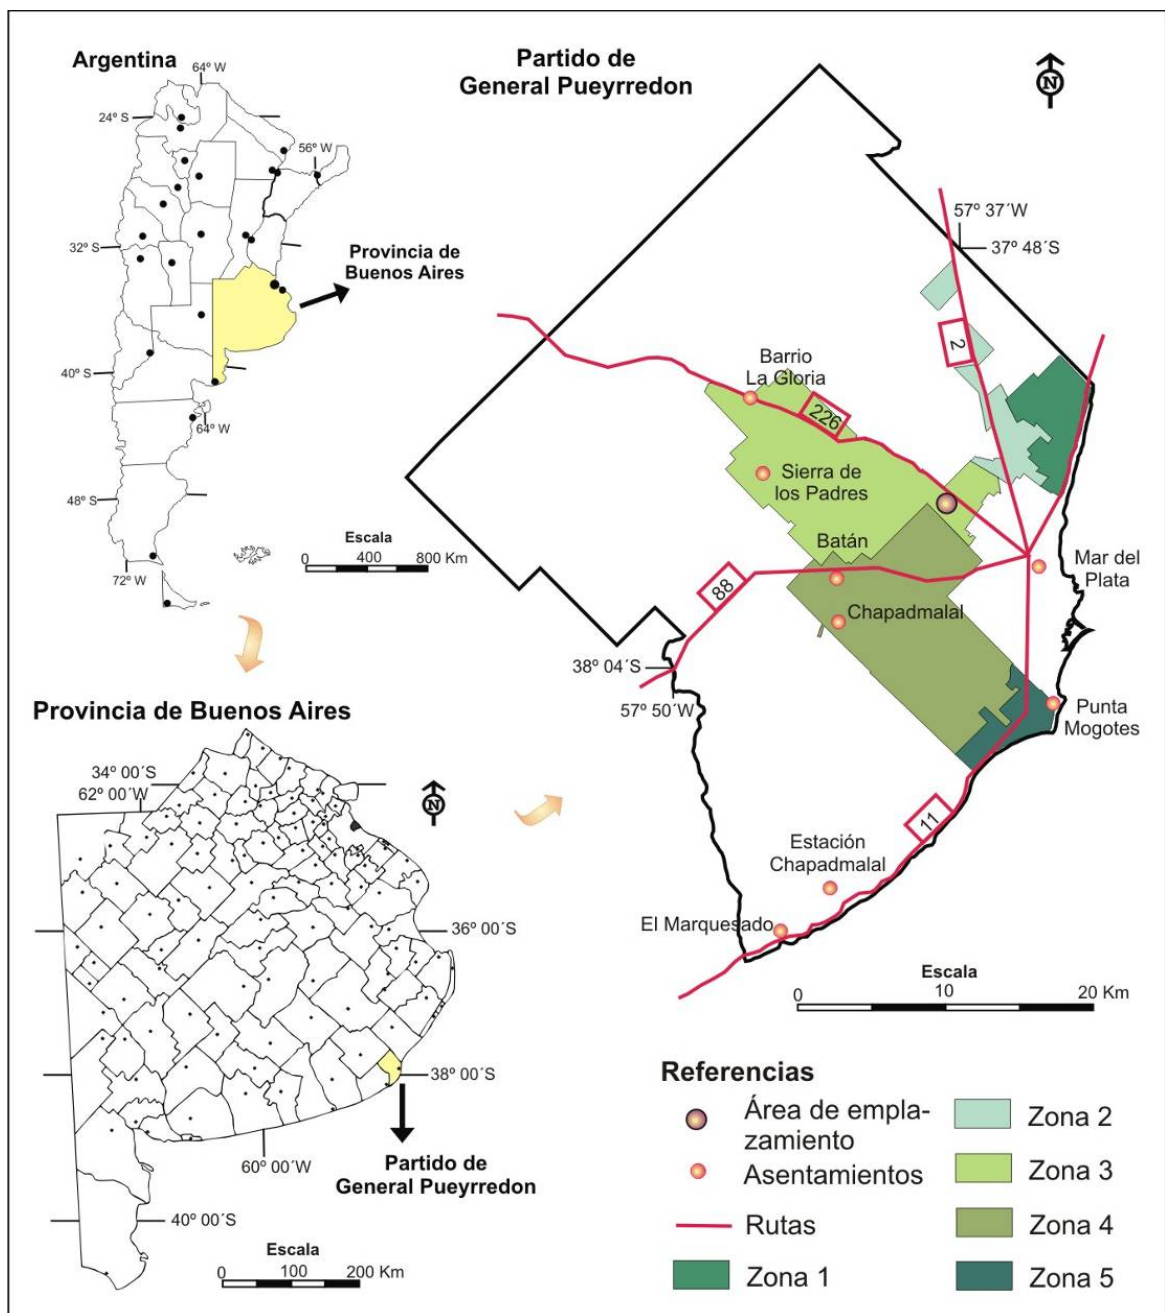 Argentina
64º W
24º S
56º W
32º S
Provincia de
Buenos Aires
40º S
64º W
48º S
72º W
Escala
0 400 800 Km
Partido de
General Pueyrredon
N
57º 37´W
37º 48´S
2
Barrio
La Gloria
226
Sierra de
los Padres
Batán
88
Chapadmalal
Mar del
Plata
38º 04´S
57º 50´W
Punta
Mogotes
11
Estación
Chapadmalal
El Marquesado
Escala
0 10 20 Km
Provincia de Buenos Aires
34º 00´S
62º 00´W
N
36º 00´S
38º 00´S
60º 00´W
Partido de
General Pueyrredon
40º 00´S
Escala
0 100 200 Km
Referencias
Área de empla-
zamiento
Asentamientos
Rutas
Zona 1
Zona 2
Zona 3
Zona 4
Zona 5